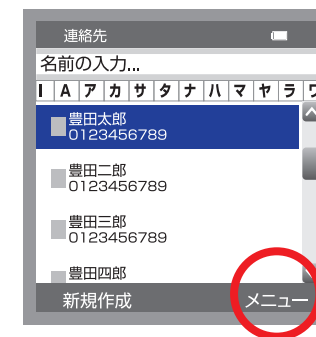 連絡先
名前の入力...
I A ア カ サ タ ナ ハ マ ヤ ラ ワ
豊田太郎
0123456789
豊田二郎
0123456789
豊田三郎
0123456789
豊田四郎
新規作成 メニュー